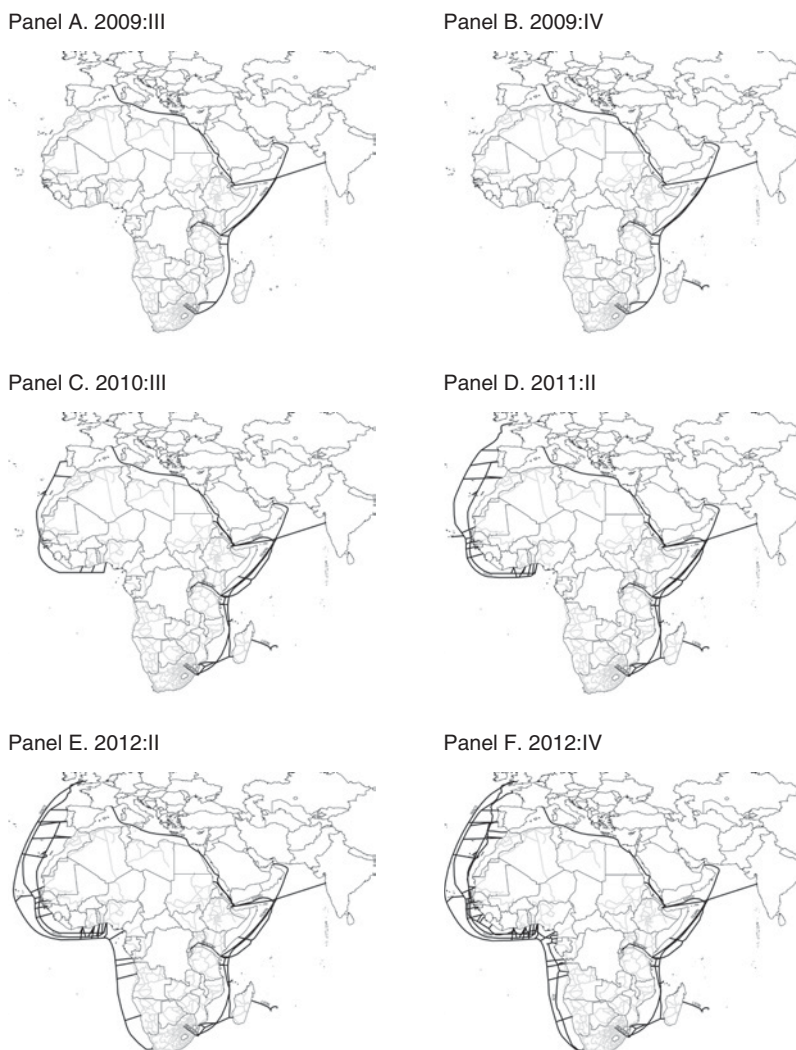 Panel A. 2009:III
Panel B. 2009:IV
Panel C. 2010:III
Panel D. 2011:II
Panel E. 2012:II
Panel F. 2012:IV